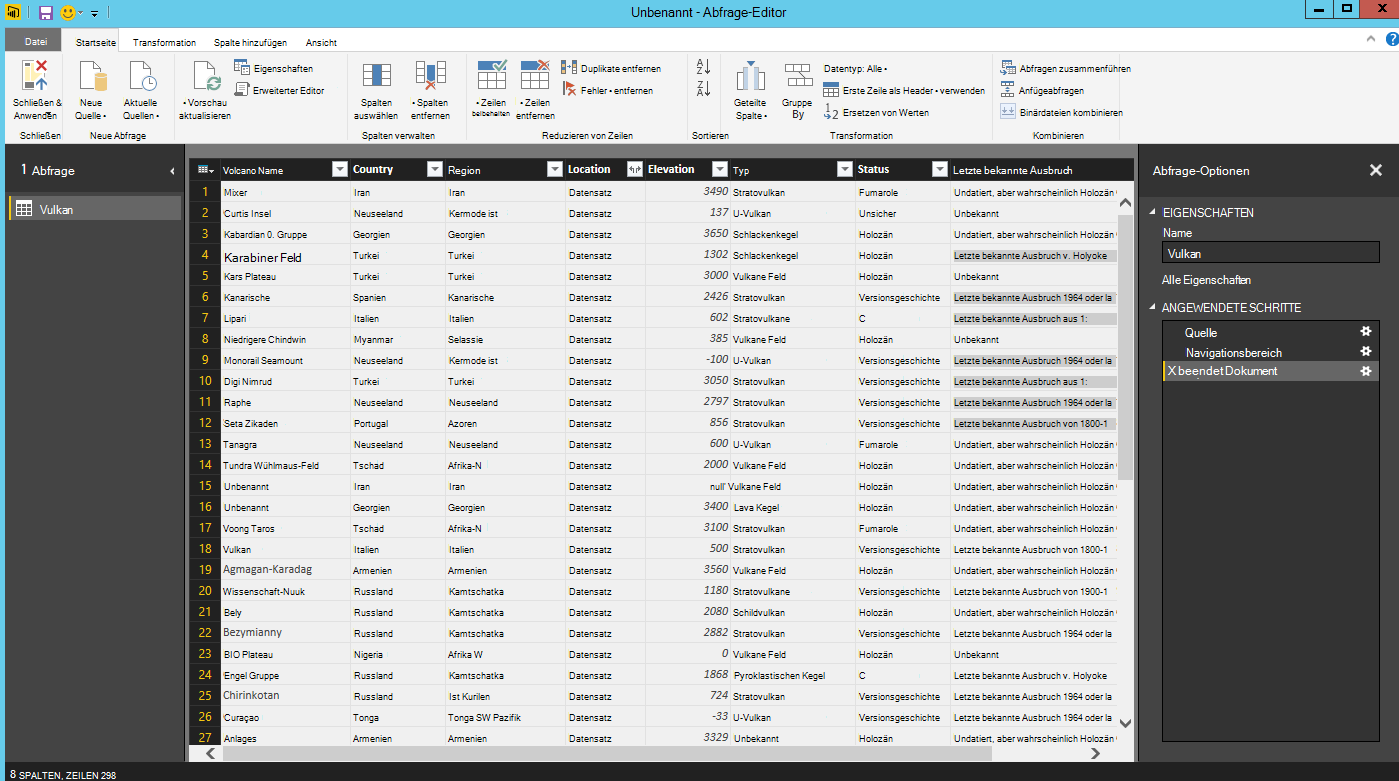 Unbenannt - Abfrage-Editor
Datei Startseite Transformation Spalte hinzufügen Ansicht
Schließen & Anwenden
Schließen
Neue Quelle
Aktuelle Quellen
Neue Abfrage
Vorschau aktualisieren
Eigenschaften
Erweiterter Editor
Spalten auswählen
Spalten entfernen
Spalten verwalten
Zeilen beibehalten
Zeilen entfernen
Duplikate entfernen
Fehler entfernen
Reduzieren von Zeilen
Sortieren
Geteilte Spalte
Gruppe By
Datentyp: Alle
Erste Zeile als Header verwenden
Ersetzen von Werten
Transformation
Abfragen zusammenführen
Anfügeabfragen
Binärdateien kombinieren
Kombinieren
1 Abfrage
Vulkan
Volcano Name Country Region Location Elevation Typ Status Letzte bekannte Ausbruch
1 Mixer Iran Iran Datensatz 3490 Stratovulkan Fumarole Undatiert, aber wahrscheinlich Holozän
2 Curtis Insel Neuseeland Kermode ist Datensatz 137 U-Vulkan Unsicher Unbekannt
3 Kabardian 0. Gruppe Georgien Georgien Datensatz 3650 Schlackenkegel Holozän Undatiert, aber wahrscheinlich Holozän
4 Karabiner Feld Turkei Turkei Datensatz 1302 Schlackenkegel Holozän Letzte bekannte Ausbruch v. Holyoke
5 Kars Plateau Turkei Turkei Datensatz 3000 Vulkane Feld Holozän Unbekannt
6 Kanarische Spanien Kanarische Datensatz 2426 Stratovulkan Versionsgeschichte Letzte bekannte Ausbruch 1964 oder la
7 Lipari Italien Italien Datensatz 602 Stratovulkane C Letzte bekannte Ausbruch aus 1:
8 Niedrigere Chindwin Myanmar Selassie Datensatz 385 Vulkane Feld Holozän Unbekannt
9 Monorail Seamount Neuseeland Kermode ist Datensatz -100 U-Vulkan Versionsgeschichte Letzte bekannte Ausbruch 1964 oder la
10 Digi Nimrud Turkei Turkei Datensatz 3050 Stratovulkan Versionsgeschichte Letzte bekannte Ausbruch aus 1:
11 Raphe Neuseeland Neuseeland Datensatz 2797 Stratovulkan Versionsgeschichte Letzte bekannte Ausbruch 1964 oder la
12 Seta Zikaden Portugal Azoren Datensatz 856 Stratovulkan Versionsgeschichte Letzte bekannte Ausbruch von 1800-1
13 Tanagra Neuseeland Neuseeland Datensatz 600 U-Vulkan Fumarole Undatiert, aber wahrscheinlich Holozän
14 Tundra Wühlmaus-Feld Tschad Afrika-N Datensatz 2000 Vulkane Feld Holozän Undatiert, aber wahrscheinlich Holozän
15 Unbenannt Iran Iran Datensatz null' Vulkane Feld Holozän Undatiert, aber wahrscheinlich Holozän
16 Unbenannt Georgien Georgien Datensatz 3400 Lava Kegel Holozän Undatiert, aber wahrscheinlich Holozän
17 Voong Taros Tschad Afrika-N Datensatz 3100 Stratovulkan Fumarole Undatiert, aber wahrscheinlich Holozän
18 Vulkan Italien Italien Datensatz 500 Stratovulkan Versionsgeschichte Letzte bekannte Ausbruch von 1800-1
19 Agmagan-Karadag Armenien Armenien Datensatz 3560 Vulkane Feld Holozän Undatiert, aber wahrscheinlich Holozän
20 Wissenschaft-Nuuk Russland Kamtschatka Datensatz 1180 Stratovulkane Versionsgeschichte Letzte bekannte Ausbruch von 1900-1
21 Bely Russland Kamtschatka Datensatz 2080 Schildvulkan Holozän Undatiert, aber wahrscheinlich Holozän
22 Bezymianny Russland Kamtschatka Datensatz 2882 Stratovulkan Versionsgeschichte Letzte bekannte Ausbruch 1964 oder la
23 BIO Plateau Nigeria Afrika W Datensatz 0 Vulkane Feld Holozän Unbekannt
24 Engel Gruppe Russland Kamtschatka Datensatz 1868 Pyroklastischen Kegel C Letzte bekannte Ausbruch v. Holyoke
25 Chirinkotan Russland Ist Kurilen Datensatz 724 Stratovulkan Versionsgeschichte Letzte bekannte Ausbruch 1964 oder la
26 Curaçao Tonga Tonga SW Pazifik Datensatz -33 U-Vulkan Versionsgeschichte Letzte bekannte Ausbruch 1964 oder la
27 Anlages Armenien Armenien Datensatz 3329 Unbekannt Holozän Undatiert, aber wahrscheinlich Holozän
Abfrage-Optionen
EIGENSCHAFTEN
Name
Vulkan
Alle Eigenschaften
ANGEWENDETE SCHRITTE
Quelle
Navigationsbereich
X beendet Dokument
8 SPALTEN, ZEILEN 298